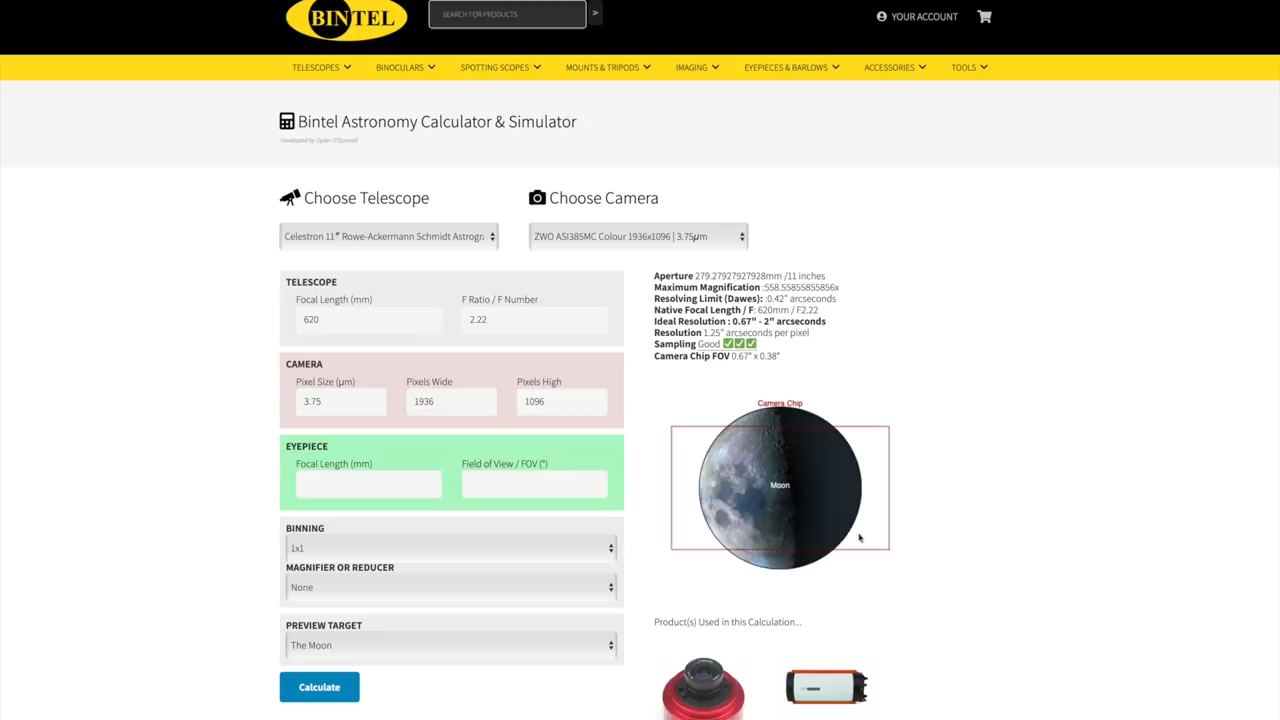 BINTEL
SEARCH FOR PRODUCTS
>
YOUR ACCOUNT
TELESCOPES
BINOCULARS
SPOTTING SCOPES
MOUNTS & TRIPODS
IMAGING
EYEPIECES & BARLOWS
ACCESSORIES
TOOLS
Bintel Astronomy Calculator & Simulator
Developed by Dylan O'Donnell
Choose Telescope
Choose Camera
Celestron 11" Rowe-Ackermann Schmidt Astrogra
ZWO ASI385MC Colour 1936x1096 | 3.75μm
TELESCOPE
Focal Length (mm)
F Ratio / F Number
620
2.22
CAMERA
Pixel Size (μm)
Pixels Wide
Pixels High
3.75
1936
1096
EYEPIECE
Focal Length (mm)
Field of View / FOV (°)
BINNING
1x1
MAGNIFIER OR REDUCER
None
PREVIEW TARGET
The Moon
Calculate
Aperture 279.27927927928mm /11 inches
Maximum Magnification :558.55855855856x
Resolving Limit (Dawes): :0.42" arcseconds
Native Focal Length / F: 620mm / F2.22
Ideal Resolution : 0.67" - 2" arcseconds
Resolution 1.25" arcseconds per pixel
Sampling Good
Camera Chip FOV 0.67° x 0.38°
Camera Chip
Moon
Product(s) Used in this Calculation...